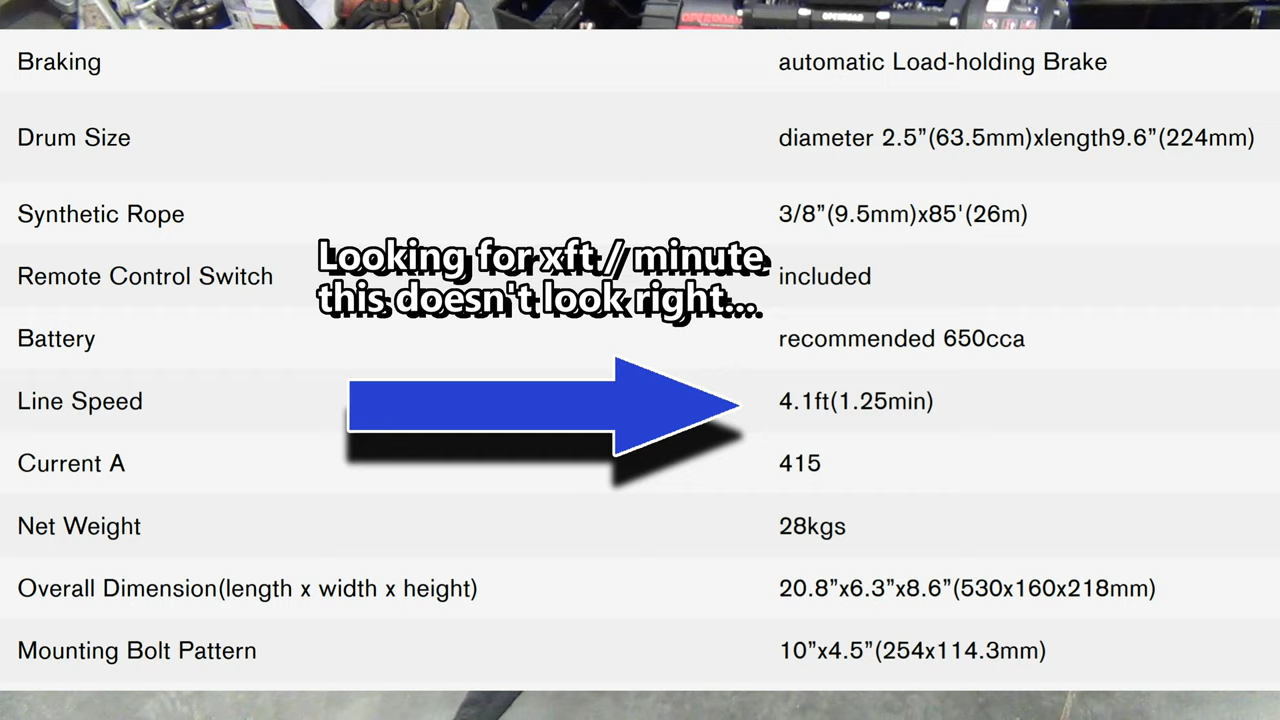 OPENROAD
Braking automatic Load-holding Brake
Drum Size diameter 2.5”(63.5mm)xlength9.6”(224mm)
Synthetic Rope 3/8”(9.5mm)x85'(26m)
Looking for xft / minute
Remote Control Switch included
this doesn't look right...
Battery recommended 650cca
Line Speed 4.1ft(1.25min)
Current A 415
Net Weight 28kgs
Overall Dimension(length x width x height) 20.8”x6.3”x8.6”(530x160x218mm)
Mounting Bolt Pattern 10”x4.5”(254x114.3mm)